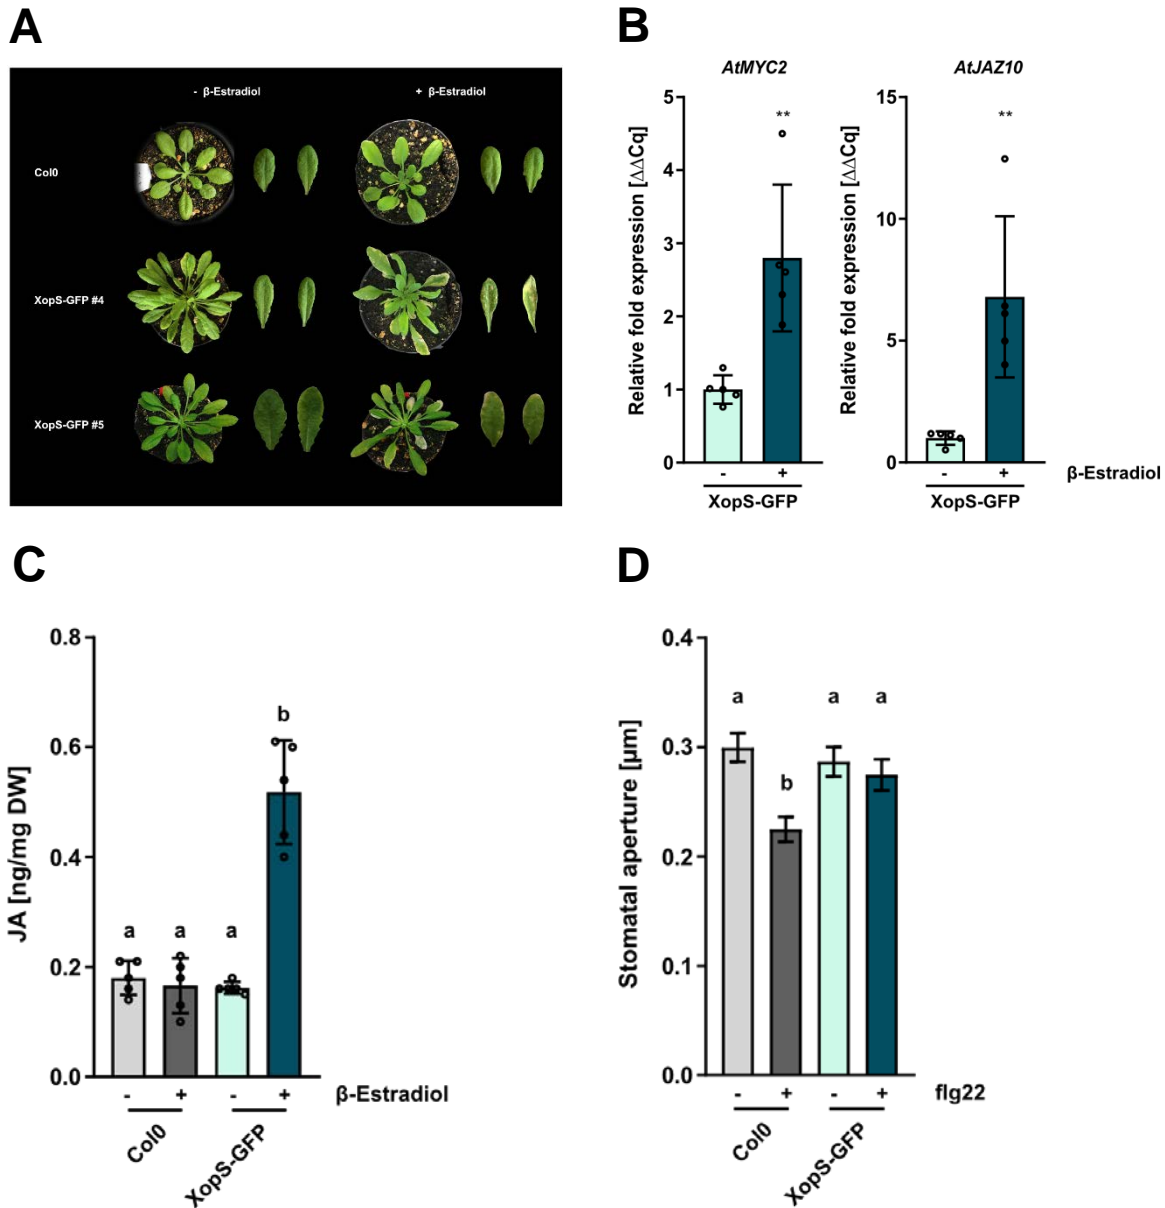 A
- β-Estradiol
+ β-Estradiol
Col0
XopS-GFP #4
XopS-GFP #5
B
AtMYC2
Relative fold expression [ΔΔCq]
5
4
3
2
1
0
**
- +
XopS-GFP
AtJAZ10
Relative fold expression [ΔΔCq]
15
10
5
0
**
- +
β-Estradiol
XopS-GFP
C
JA [ng/mg DW]
0.8
0.6
0.4
0.2
0.0
a a a b
- + - +
β-Estradiol
Col0
XopS-GFP
D
Stomatal aperture [µm]
0.4
0.3
0.2
0.1
0.0
a b a a
- + - +
flg22
Col0
XopS-GFP